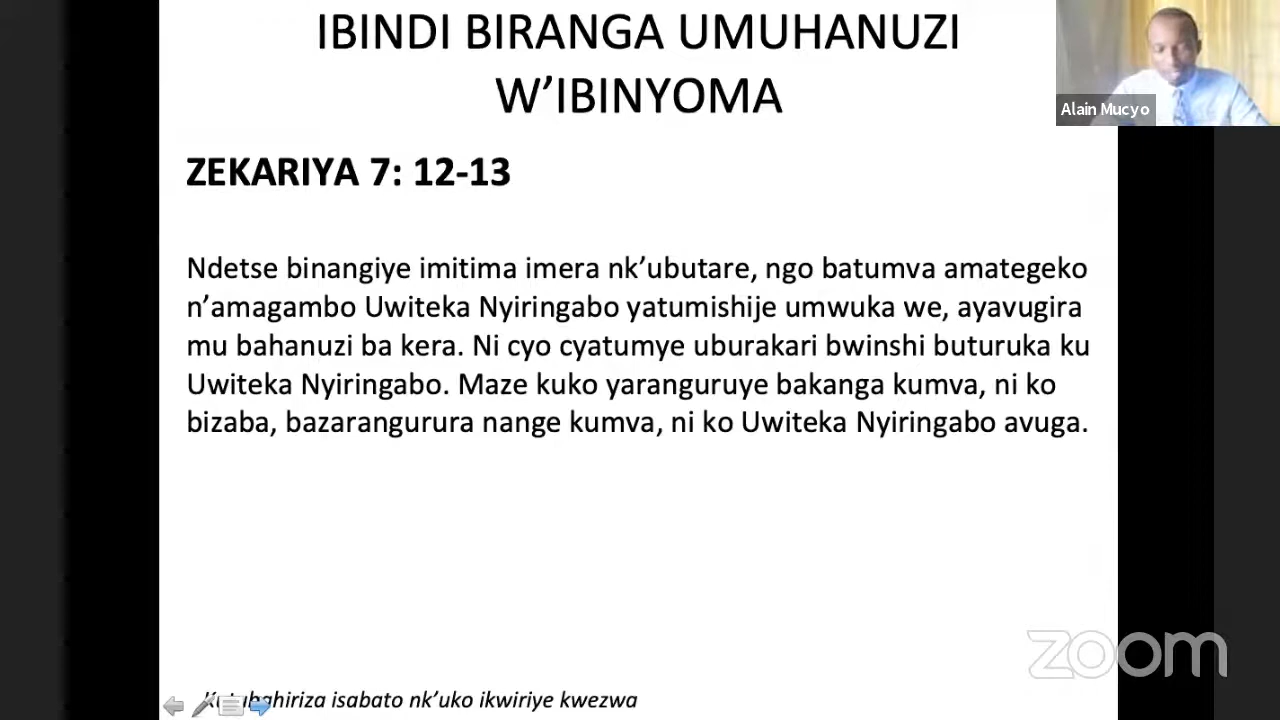 IBINDI BIRANGA UMUHANUZI
W’IBINYOMA
Alain Mucyo
ZEKARIYA 7: 12-13
Ndetse binangiye imitima imera nk’ubutare, ngo batumva amategeko
n’amagambo Uwiteka Nyiringabo yatumishije umwuka we, ayavugira
mu bahanuzi ba kera. Ni cyo cyatumye uburakari bwinshi buturuka ku
Uwiteka Nyiringabo. Maze kuko yaranguruye bakanga kumva, ni ko
bizaba, bazarangurura nange kumva, ni ko Uwiteka Nyiringabo avuga.
zoom
isabato nk’uko ikwiriye kwezwa